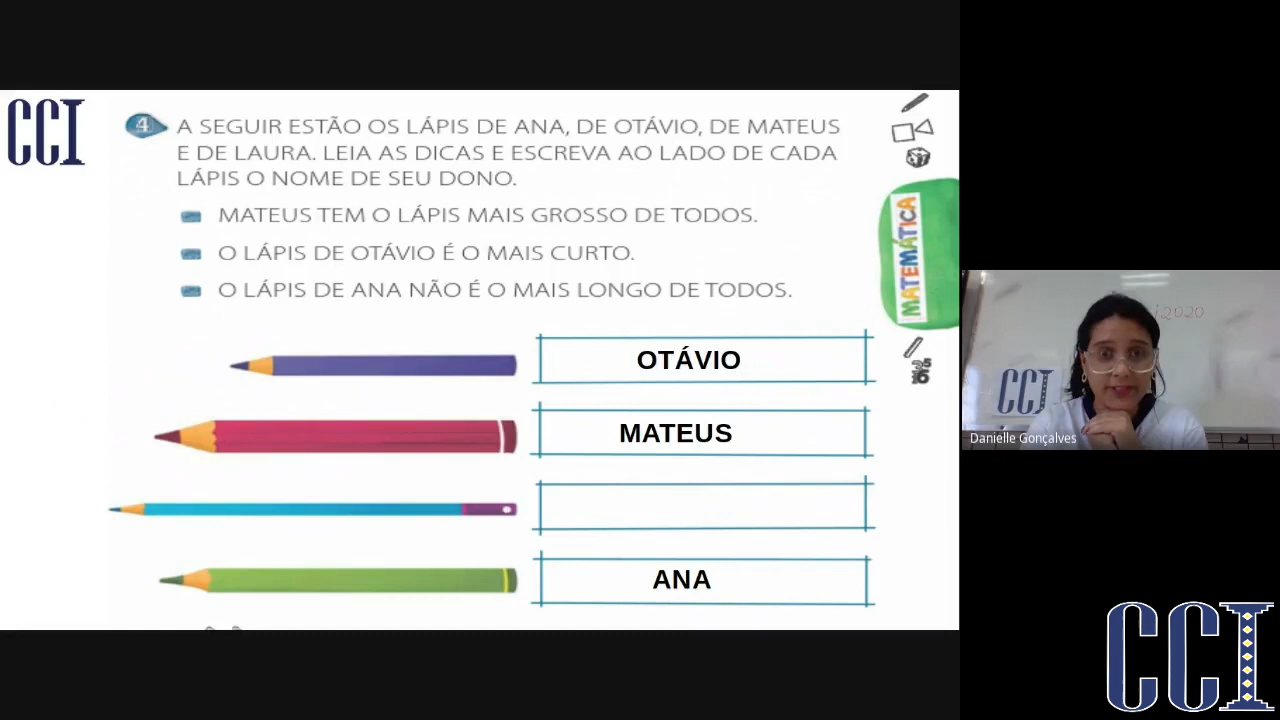 CCI
4 A SEGUIR ESTÃO OS LÁPIS DE ANA, DE OTÁVIO, DE MATEUS
E DE LAURA. LEIA AS DICAS E ESCREVA AO LADO DE CADA
LÁPIS O NOME DE SEU DONO.
MATEUS TEM O LÁPIS MAIS GROSSO DE TODOS.
O LÁPIS DE OTÁVIO É O MAIS CURTO.
O LÁPIS DE ANA NÃO É O MAIS LONGO DE TODOS.
MATEMÁTICA
OTÁVIO
MATEUS
ANA
2020
CCI
Danielle Gonçalves
CCI